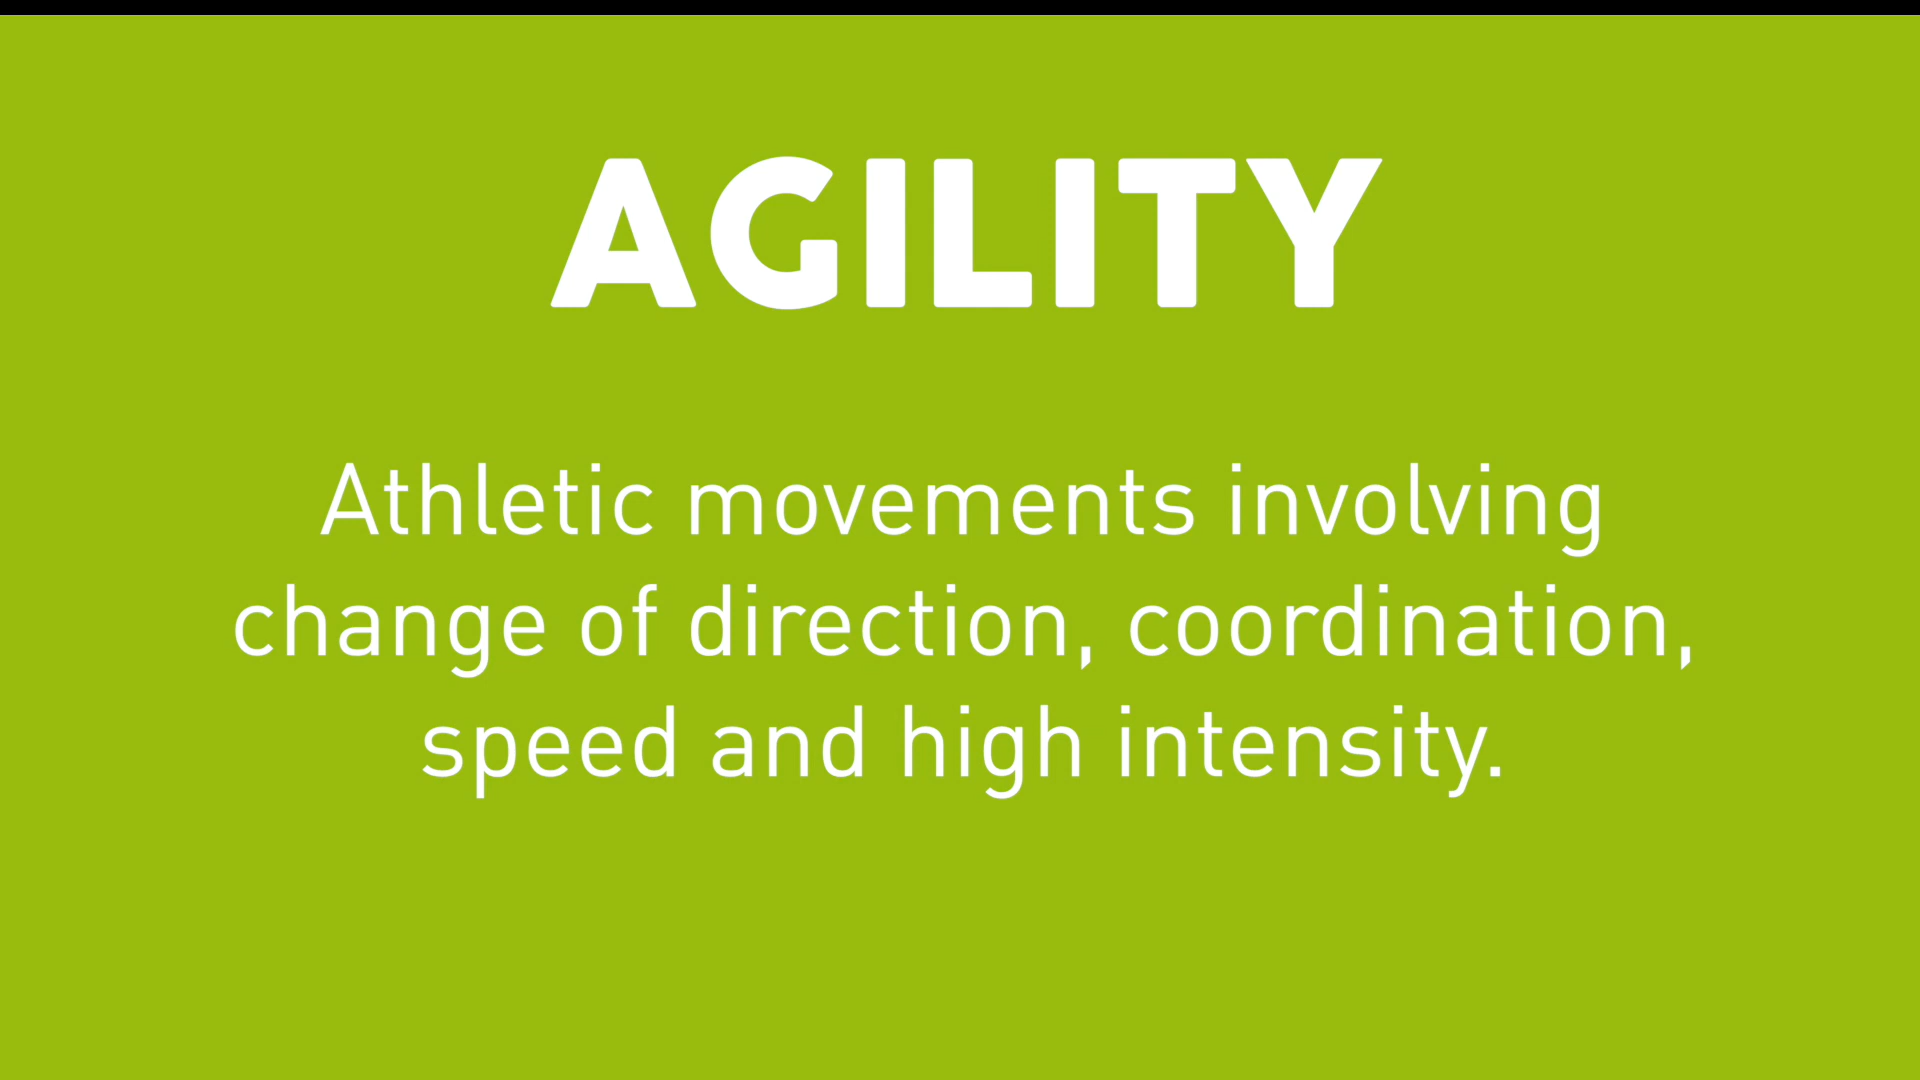 AGILITY
Athletic movements involving
change of direction, coordination,
speed and high intensity.